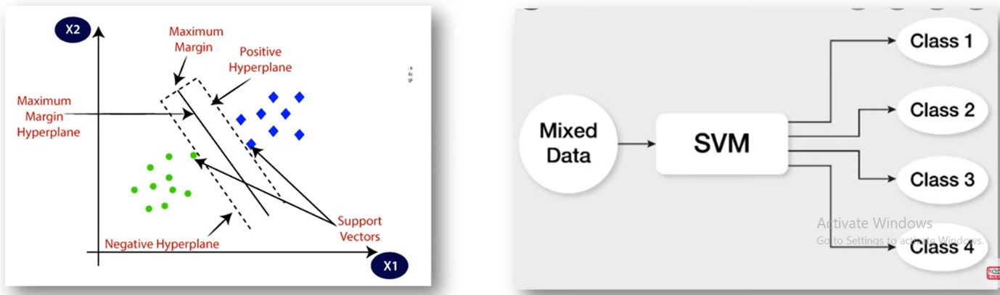 X2
Maximum
Margin
Positive
Hyperplane
Maximum
Margin
Hyperplane
Support
Vectors
Negative Hyperplane
X1
Mixed
Data
SVM
Class 1
Class 2
Class 3
Class 4
Activate Windows
Go to Settings to activate Windows.